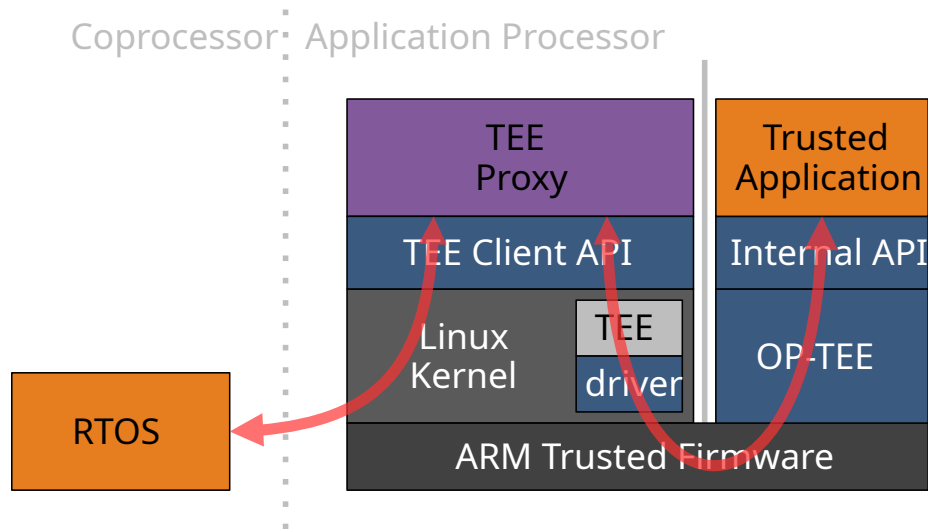 Coprocessor
Application Processor
TEE
Proxy
Trusted
Application
TEE Client API
Internal API
Linux
Kernel
TEE
driver
OP-TEE
RTOS
ARM Trusted Firmware